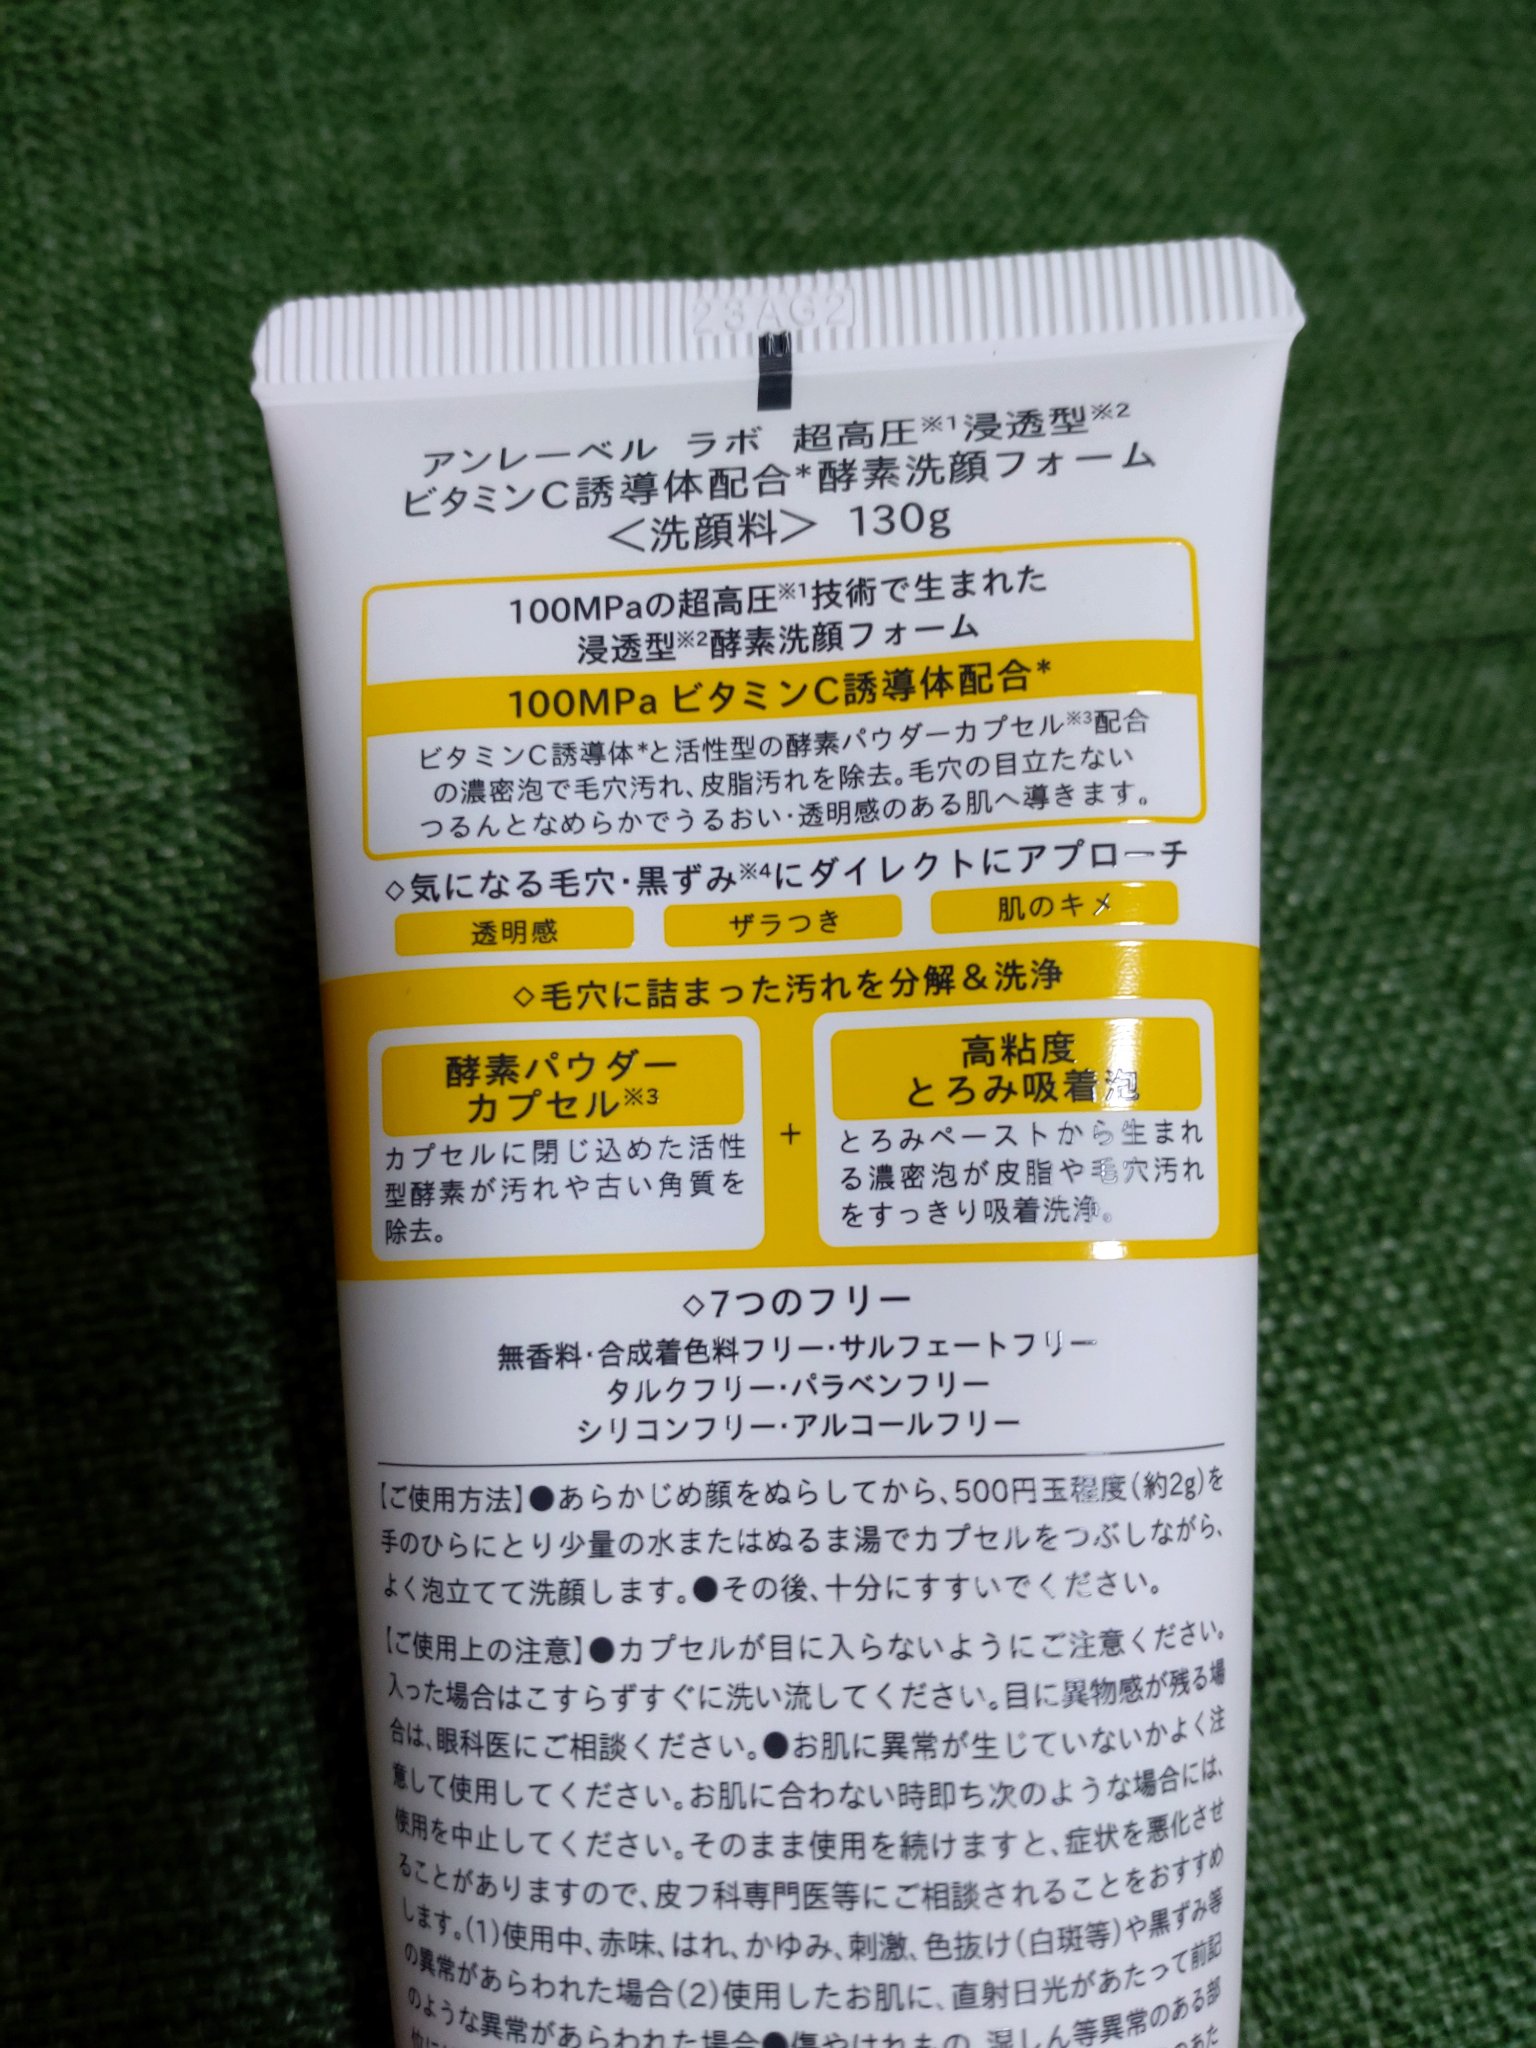 23AG2
アンレーベル ラボ 超高圧※1浸透型※2
ビタミンC誘導体配合*酵素洗顔フォーム
＜洗顔料＞ 130g
100MPaの超高圧※1技術で生まれた
浸透型※2酵素洗顔フォーム
100MPa ビタミンC誘導体配合*
ビタミンC誘導体*と活性型の酵素パウダーカプセル※3配合
の濃密泡で毛穴汚れ、皮脂汚れを除去。毛穴の目立たない
つるんとなめらかでうるおい・透明感のある肌へ導きます。
◇気になる毛穴・黒ずみ※4にダイレクトにアプローチ
透明感 ザラつき 肌のキメ
◇毛穴に詰まった汚れを分解＆洗浄
酵素パウダー
カプセル※3
カプセルに閉じ込めた活性
型酵素が汚れや古い角質を
除去。
+
高粘度
とろみ吸着泡
とろみペーストから生まれ
る濃密泡が皮脂や毛穴汚れ
をすっきり吸着洗浄。
◇7つのフリー
無香料・合成着色料フリー・サルフェートフリー
タルクフリー・パラベンフリー
シリコンフリー・アルコールフリー
【ご使用方法】●あらかじめ顔をぬらしてから、500円玉程度(約2g)を
手のひらにとり少量の水またはぬるま湯でカプセルをつぶしながら、
よく泡立てて洗顔します。●その後、十分にすすいでください。
【ご使用上の注意】●カプセルが目に入らないようにご注意ください。
入った場合はこすらずすぐに洗い流してください。目に異物感が残る場
合は、眼科医にご相談ください。●お肌に異常が生じていないかよく注
意して使用してください。お肌に合わない時即ち次のような場合には、
使用を中止してください。そのまま使用を続けますと、症状を悪化させ
ることがありますので、皮フ科専門医等にご相談されることをおすすめ
します。(1)使用中、赤味、はれ、かゆみ、刺激、色抜け(白斑等)や黒ずみ等
の異常があらわれた場合(2)使用したお肌に、直射日光があたって前記
のような異常があらわれた場合●傷やはれもの、湿しん等異常のある部